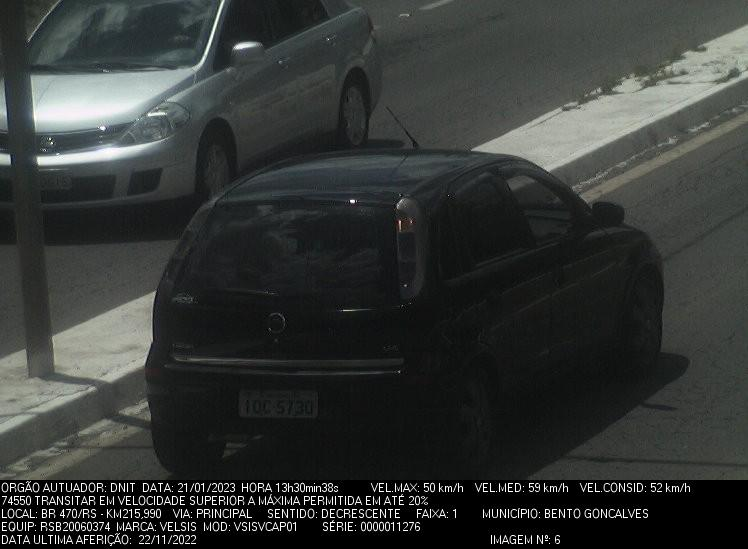 IOC 5730
ORGÃO AUTUADOR: DNIT DATA: 21/01/2023 HORA 13h30min38s VEL.MAX: 50 km/h VEL.MED: 59 km/h VEL.CONSID: 52 km/h
74550 TRANSITAR EM VELOCIDADE SUPERIOR A MÁXIMA PERMITIDA EM ATÉ 20%
LOCAL: BR 470/RS - KM215,990 VIA: PRINCIPAL SENTIDO: DECRESCENTE FAIXA: 1 MUNICÍPIO: BENTO GONCALVES
EQUIP: RSB20060374 MARCA: VELSIS MOD: VSISVCAP01 SÉRIE: 0000011276
DATA ULTIMA AFERIÇÃO: 22/11/2022 IMAGEM Nº: 6